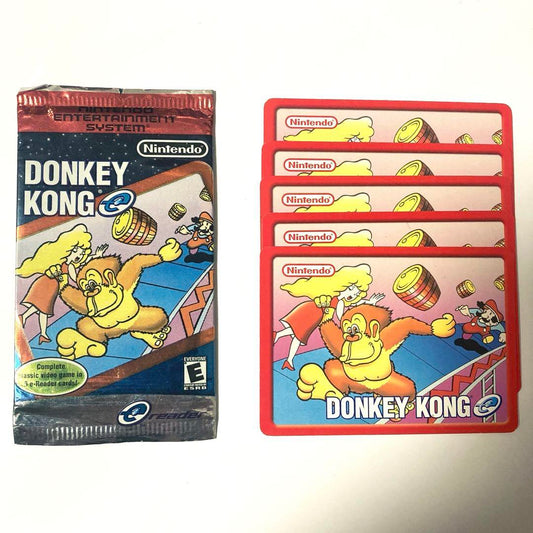 NINTENDO
ENTERTAINMENT
SYSTEM
Nintendo
DONKEY
KONG e
Complete
classic video game in
5 e-Reader cards!
EVERYONE
E
ESRB
e reader
Nintendo
Nintendo
Nintendo
Nintendo
Nintendo
DONKEY KONG e